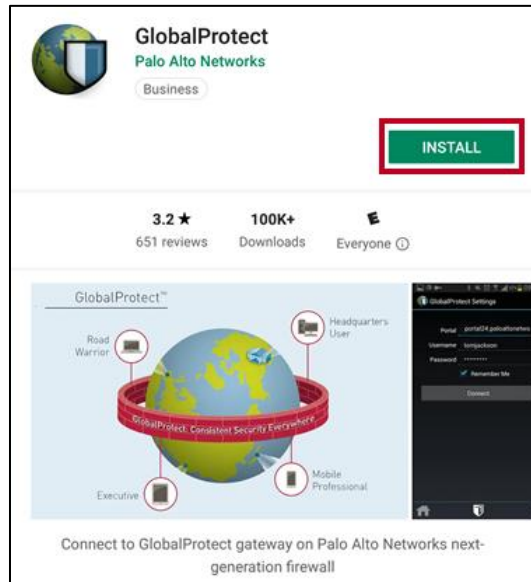 GlobalProtect
Palo Alto Networks
Business
INSTALL
3.2 ★
651 reviews
100K+
Downloads
E
Everyone
GlobalProtect™
Road
Warrior
Headquarters
User
GlobalProtect: Consistent Security Everywhere
Executive
Mobile
Professional
GlobalProtect Settings
Portal
Username tomjackson
Password ········
Remember Me
Connect
Connect to GlobalProtect gateway on Palo Alto Networks next-
generation firewall